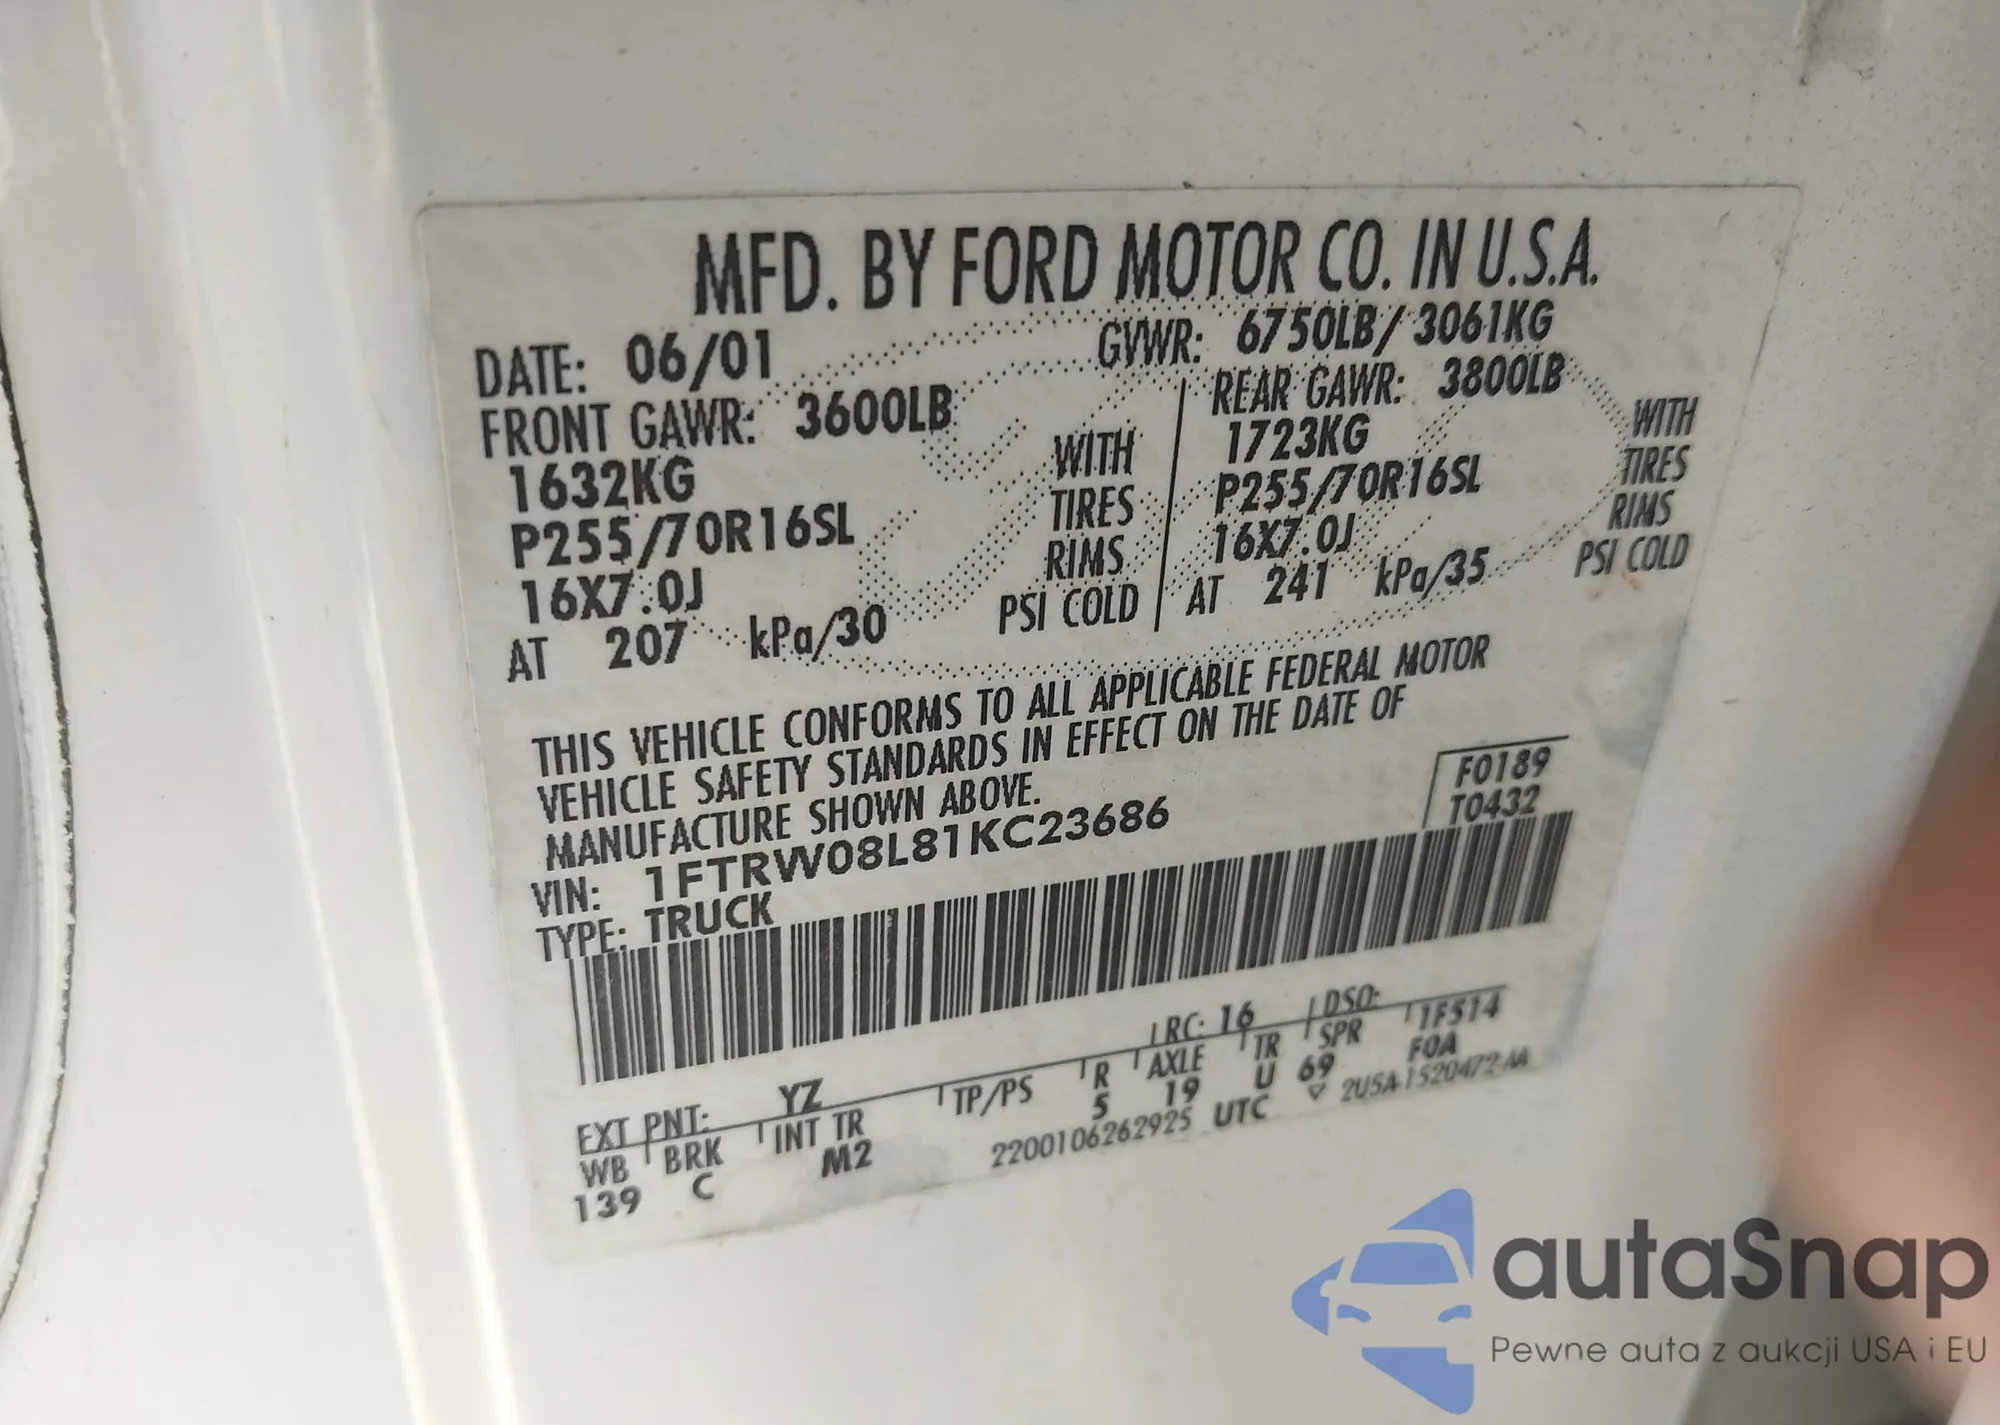 MFD. BY FORD MOTOR CO. IN U.S.A.
DATE: 06/01 GVWR: 6750LB/ 3061KG
FRONT GAWR: 3600LB REAR GAWR: 3800LB
1632KG WITH 1723KG WITH
P255/70R16SL TIRES P255/70R16SL TIRES
16X7.0J RIMS 16X7.0J RIMS
AT 207 kPa/30 PSI COLD AT 241 kPa/35 PSI COLD
THIS VEHICLE CONFORMS TO ALL APPLICABLE FEDERAL MOTOR
VEHICLE SAFETY STANDARDS IN EFFECT ON THE DATE OF
MANUFACTURE SHOWN ABOVE.
F0189
T0432
VIN: 1FTRW08L81KC23686
TYPE: TRUCK
EXT PNT: YZ RC: 16 DSO: 1F514
WB BRK INT TR TP/PS R AXLE TR SPR F0A
139 C M2 5 19 U 69
2200106262925 UTC ▽ 2U5A-1520472-AA
autaSnap
Pewne auta z aukcji USA i EU